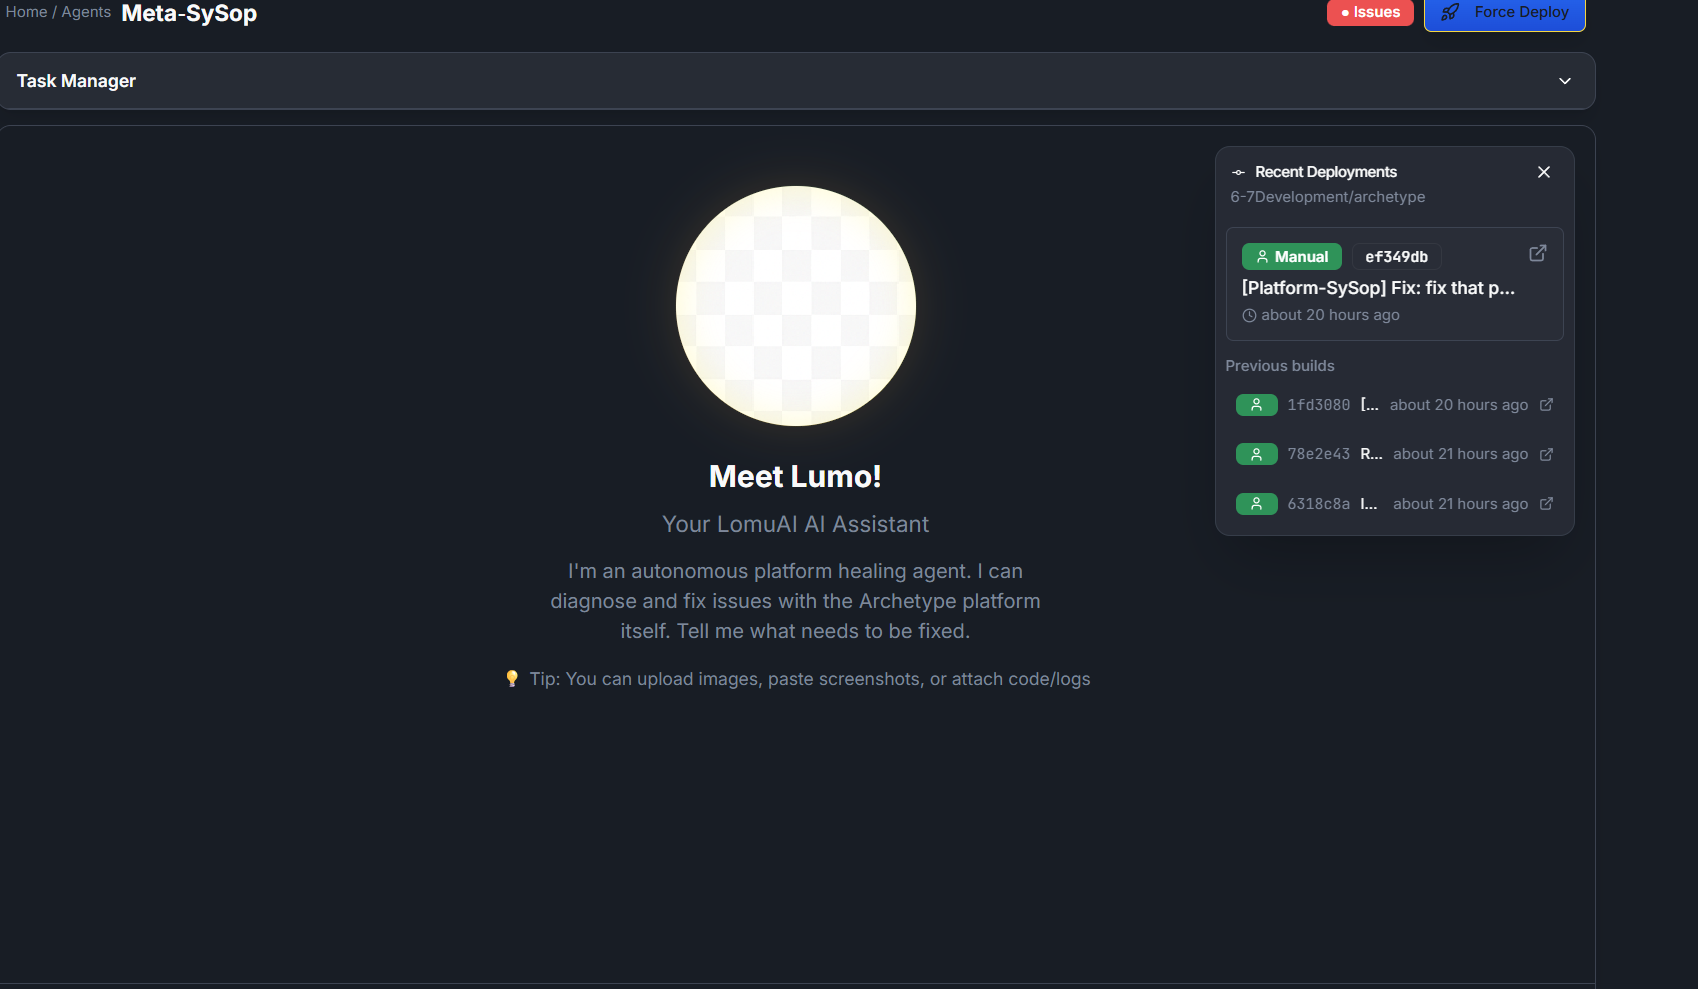 Home / Agents Meta-SySop
Issues
Force Deploy
Task Manager
Recent Deployments
6-7Development/archetype
Manual ef349db
[Platform-SySop] Fix: fix that p...
about 20 hours ago
Previous builds
1fd3080 [... about 20 hours ago
78e2e43 R... about 21 hours ago
6318c8a I... about 21 hours ago
Meet Lumo!
Your LomuAI AI Assistant
I'm an autonomous platform healing agent. I can
diagnose and fix issues with the Archetype platform
itself. Tell me what needs to be fixed.
Tip: You can upload images, paste screenshots, or attach code/logs